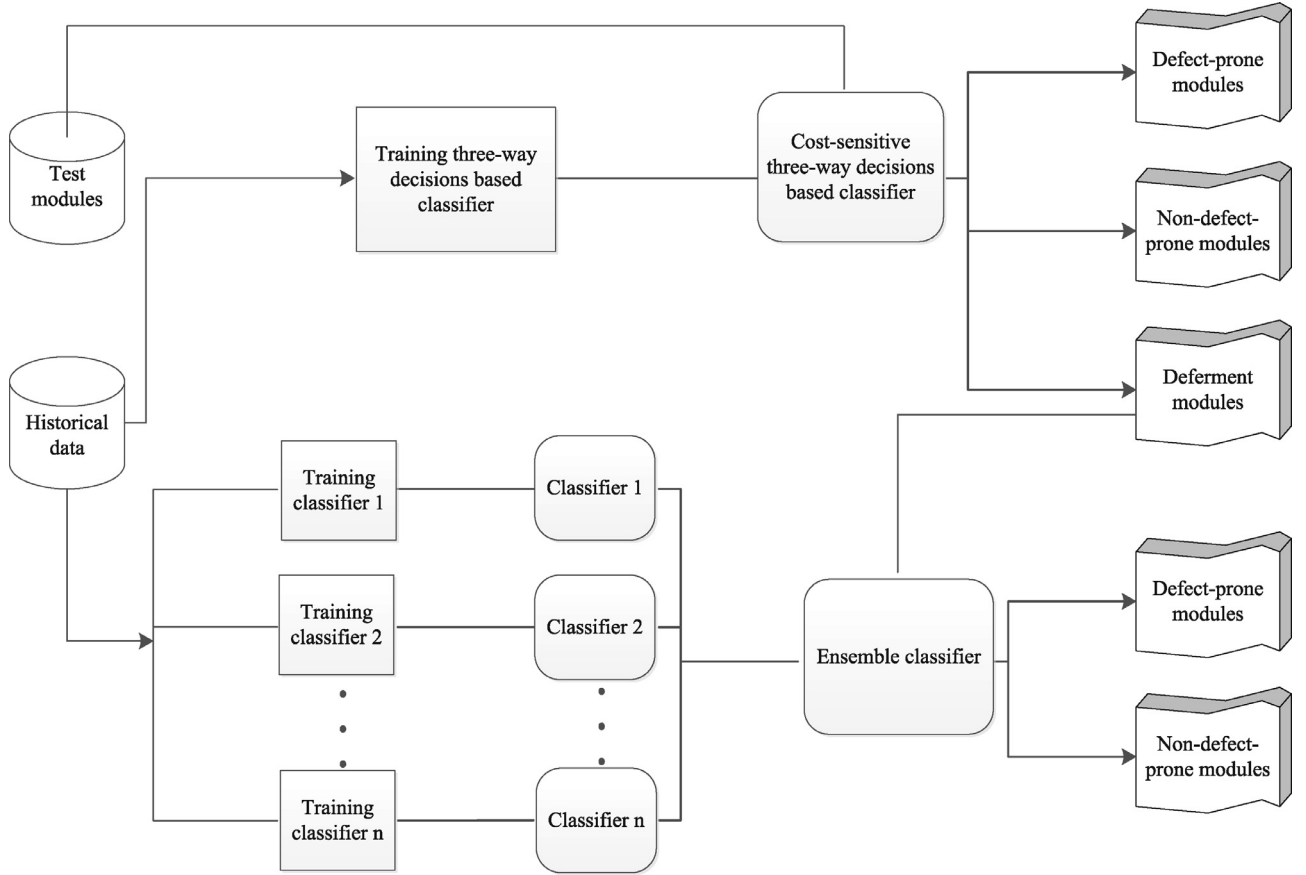 Test
modules
Training three-way
decisions based
classifier
Cost-sensitive
three-way decisions
based classifier
Defect-prone
modules
Non-defect-
prone modules
Deferment
modules
Historical
data
Training
classifier 1
Classifier 1
Training
classifier 2
Classifier 2
Training
classifier n
Classifier n
Ensemble classifier
Defect-prone
modules
Non-defect-
prone modules